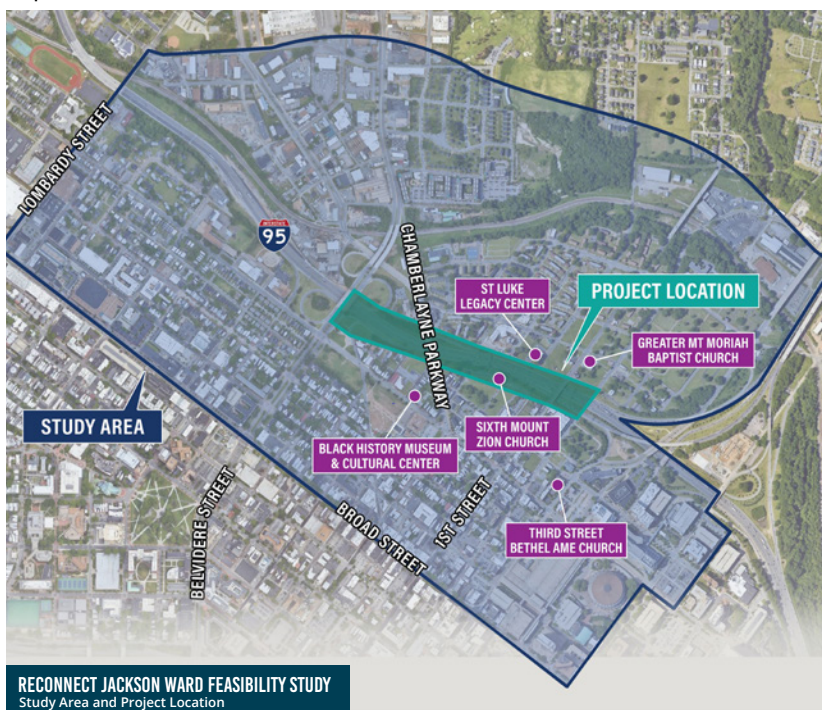 LOMBARDY STREET
INTERSTATE
95
CHAMBERLAYNE PARKWAY
ST LUKE
LEGACY CENTER
PROJECT LOCATION
GREATER MT MORIAH
BAPTIST CHURCH
STUDY AREA
SIXTH MOUNT
ZION CHURCH
BLACK HISTORY MUSEUM
& CULTURAL CENTER
BELVIDERE STREET
BROAD STREET
1ST STREET
THIRD STREET
BETHEL AME CHURCH
RECONNECT JACKSON WARD FEASIBILITY STUDY
Study Area and Project Location